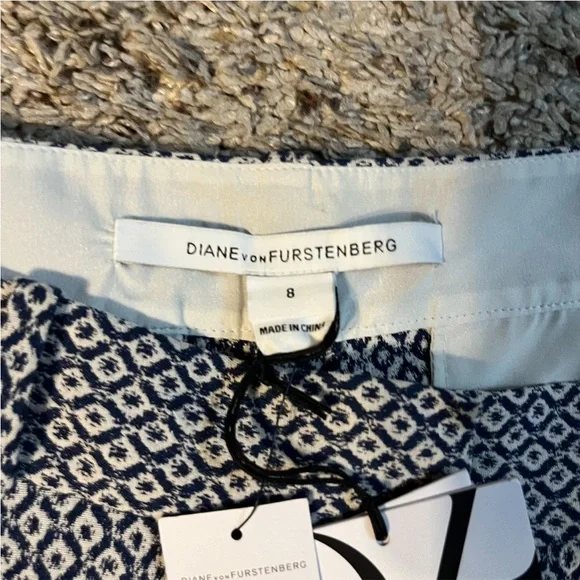 DIANE VON FURSTENBERG
8
MADE IN CHINA
DIANE VON FURSTENBERG